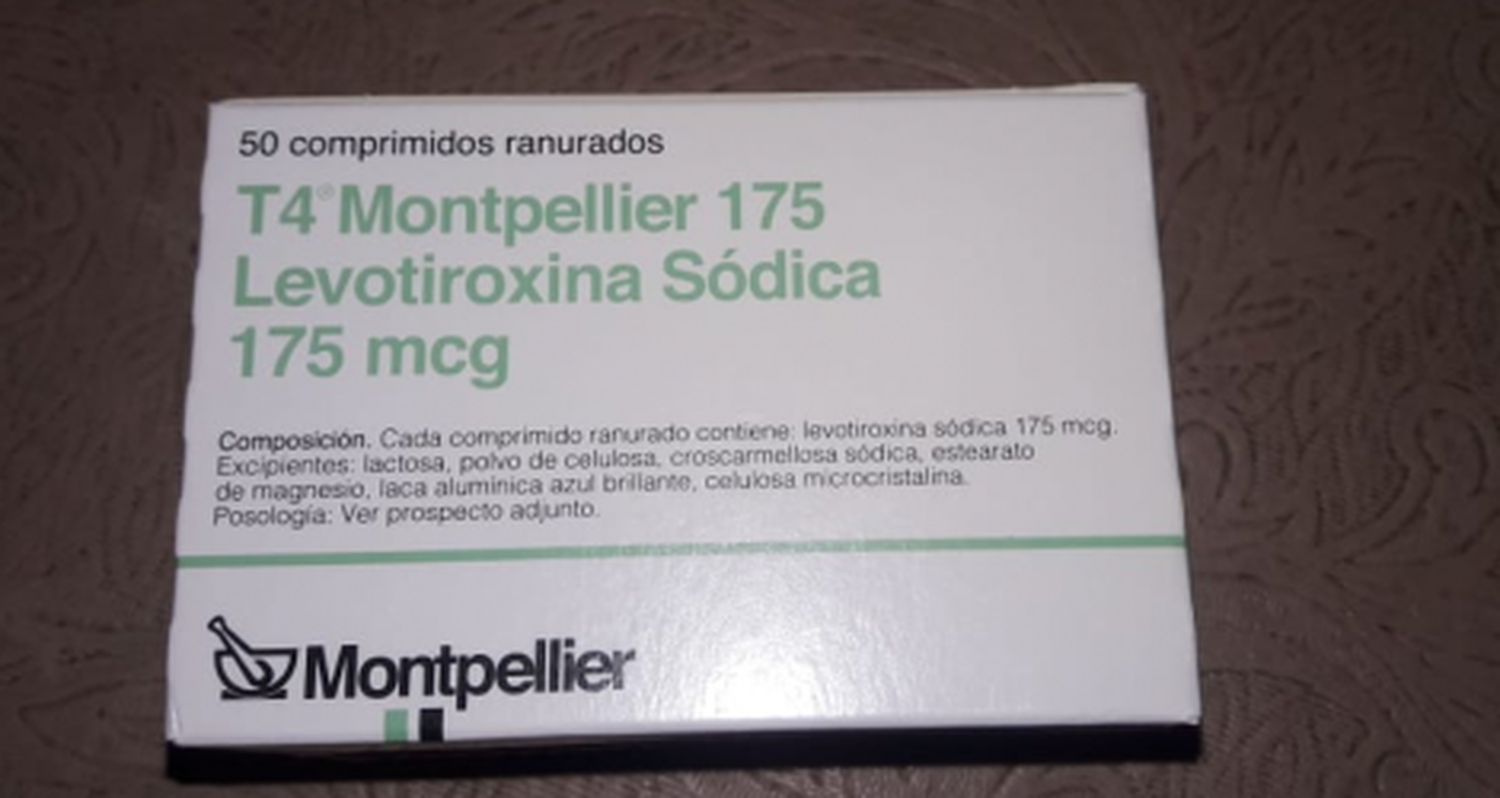 50 comprimidos ranurados
T4® Montpellier 175
Levotiroxina Sódica
175 mcg
Composición. Cada comprimido ranurado contiene: levotiroxina sódica 175 mcg.
Excipientes: lactosa, polvo de celulosa, croscarmellosa sódica, estearato
de magnesio, laca aluminica azul brillante, celulosa microcristalina.
Posología: Ver prospecto adjunto.
Montpellier